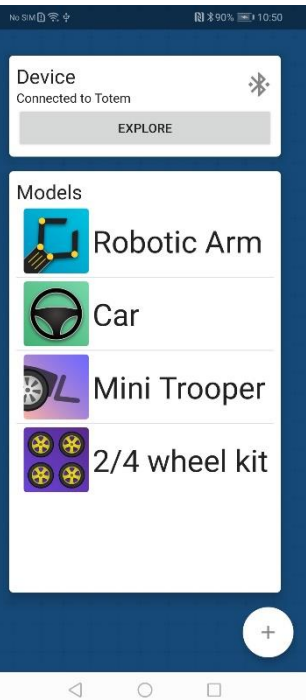 No SIM 90% 10:50
Device
Connected to Totem
EXPLORE
Models
Robotic Arm
Car
Mini Trooper
2/4 wheel kit
+